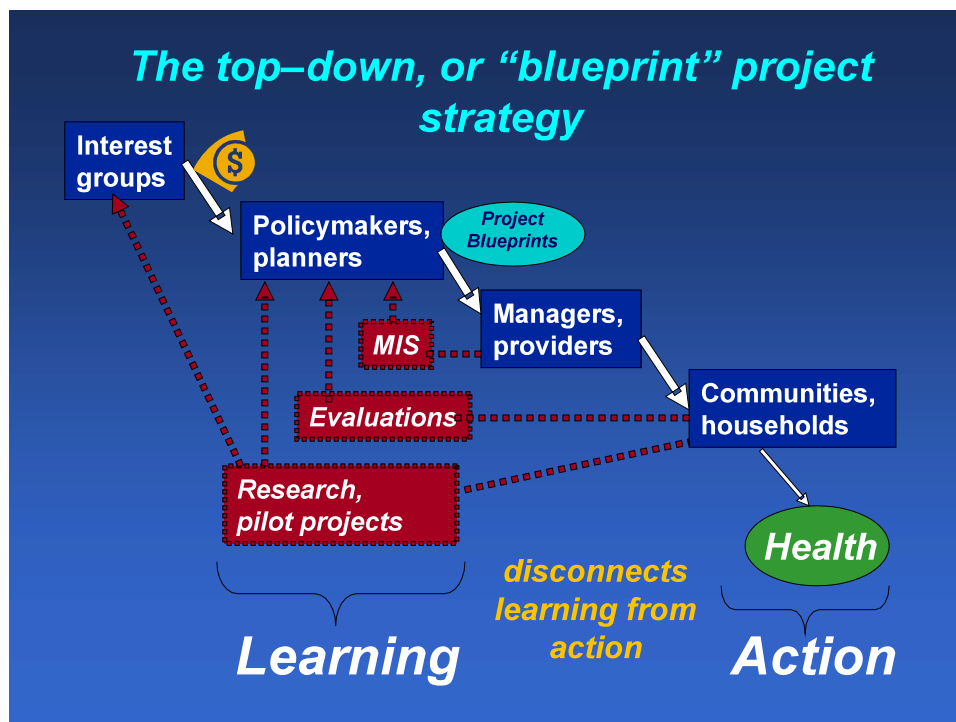 The top–down, or “blueprint” project
strategy
Interest
groups
$
Policymakers,
planners
Project
Blueprints
Managers,
providers
MIS
Communities,
households
Evaluations
Research,
pilot projects
Health
disconnects
learning from
action
Learning
Action